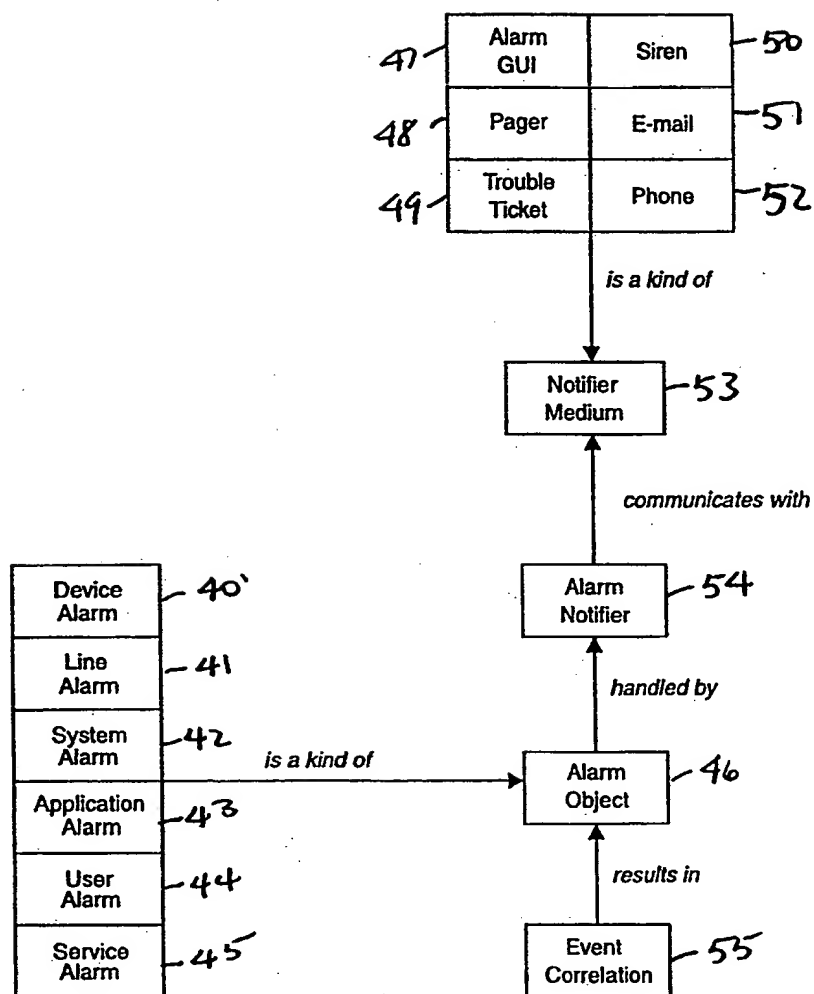 47
Alarm
GUI
Siren
50
48
Pager
E-mail
51
49
Trouble
Ticket
Phone
52
is a kind of
Notifier
Medium
53
communicates with
Device
Alarm
40
Alarm
Notifier
54
Line
Alarm
41
handled by
System
Alarm
42
is a kind of
Alarm
Object
46
Application
Alarm
43
User
Alarm
44
results in
Service
Alarm
45
Event
Correlation
55